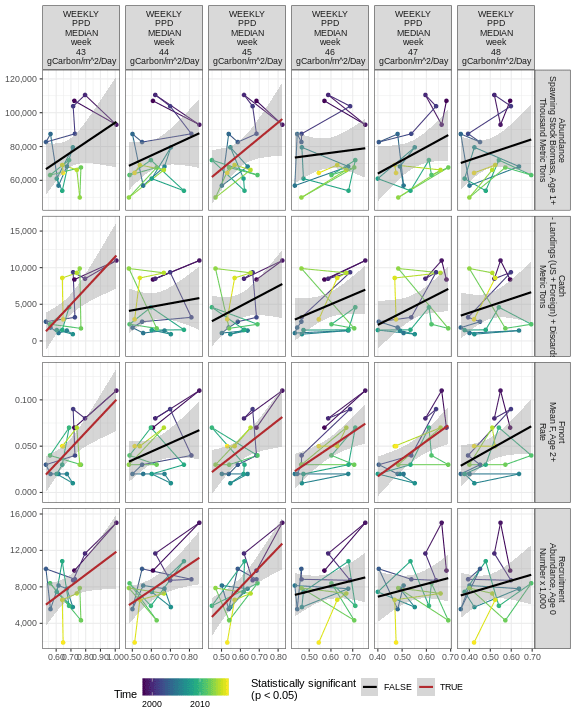 WEEKLY
PPD
MEDIAN
week
43
gCarbon/m^2/Day
WEEKLY
PPD
MEDIAN
week
44
gCarbon/m^2/Day
WEEKLY
PPD
MEDIAN
week
45
gCarbon/m^2/Day
WEEKLY
PPD
MEDIAN
week
46
gCarbon/m^2/Day
WEEKLY
PPD
MEDIAN
week
47
gCarbon/m^2/Day
WEEKLY
PPD
MEDIAN
week
48
gCarbon/m^2/Day
120,000
100,000
80,000
60,000
Abundance
Spawning Stock Biomass, Age 1+
Thousand Metric Tons
15,000
10,000
5,000
0
Catch
- Landings (US + Foreign) + Discards
Metric Tons
0.100
0.050
0.000
Fmort
Mean F, Age 2+
Rate
16,000
12,000
8,000
4,000
Recruitment
Abundance, Age 0
Number x 1,000
0.60 0.70 0.80 0.90 1.00
0.50 0.60 0.70 0.80
0.50 0.60 0.70 0.80
0.50 0.60 0.70
0.40 0.50 0.60 0.70
0.40 0.50 0.60 0.70
Time
2000 2010
Statistically significant
(p < 0.05)
FALSE
TRUE